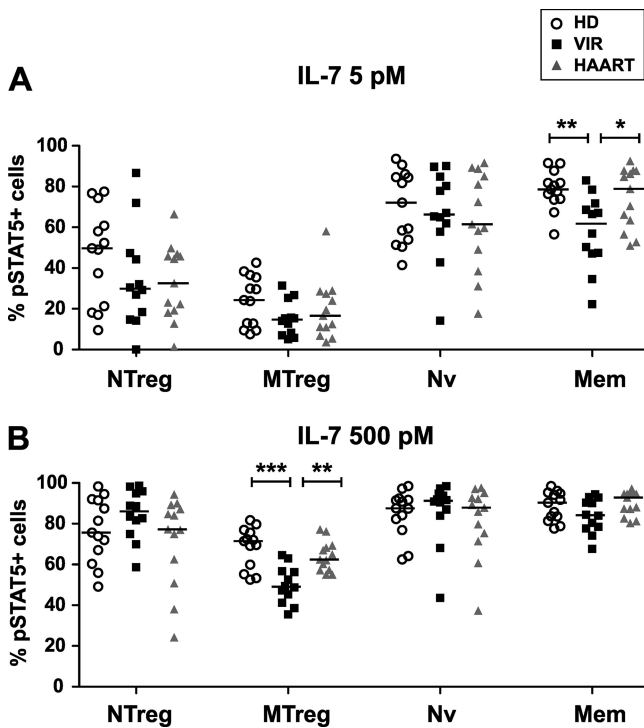 HD
VIR
HAART
A
IL-7 5 pM
** *
100
80
60
40
20
0
% pSTAT5+ cells
NTreg MTreg Nv Mem
B
IL-7 500 pM
*** **
100
80
60
40
20
0
% pSTAT5+ cells
NTreg MTreg Nv Mem